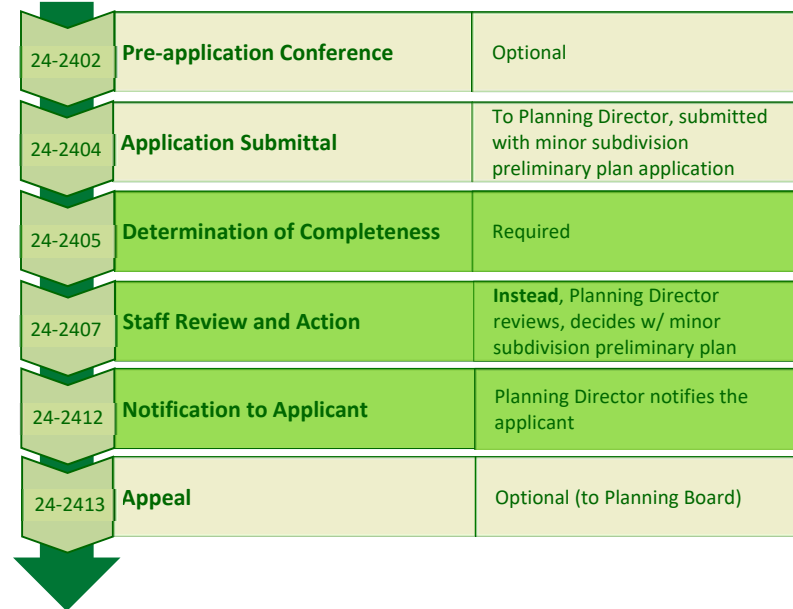 24-2402
Pre-application Conference
Optional
24-2404
Application Submittal
To Planning Director, submitted
with minor subdivision
preliminary plan application
24-2405
Determination of Completeness
Required
24-2407
Staff Review and Action
Instead, Planning Director
reviews, decides w/ minor
subdivision preliminary plan
24-2412
Notification to Applicant
Planning Director notifies the
applicant
24-2413
Appeal
Optional (to Planning Board)